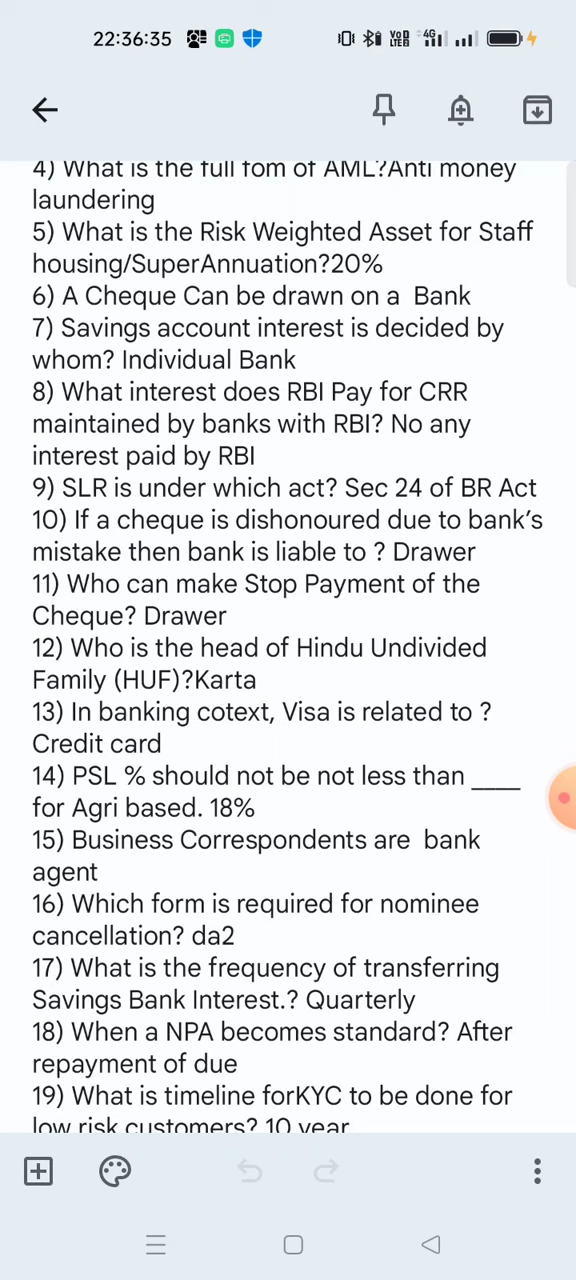 22:36:35
VoD
LTE2
4G
4) What is the full fom of AML?Anti money
laundering
5) What is the Risk Weighted Asset for Staff
housing/SuperAnnuation?20%
6) A Cheque Can be drawn on a  Bank
7) Savings account interest is decided by
whom? Individual Bank
8) What interest does RBI Pay for CRR
maintained by banks with RBI? No any
interest paid by RBI
9) SLR is under which act? Sec 24 of BR Act
10) If a cheque is dishonoured due to bank’s
mistake then bank is liable to ? Drawer
11) Who can make Stop Payment of the
Cheque? Drawer
12) Who is the head of Hindu Undivided
Family (HUF)?Karta
13) In banking cotext, Visa is related to ?
Credit card
14) PSL % should not be not less than ____
for Agri based. 18%
15) Business Correspondents are  bank
agent
16) Which form is required for nominee
cancellation? da2
17) What is the frequency of transferring
Savings Bank Interest.? Quarterly
18) When a NPA becomes standard? After
repayment of due
19) What is timeline forKYC to be done for
low risk customers? 10 year